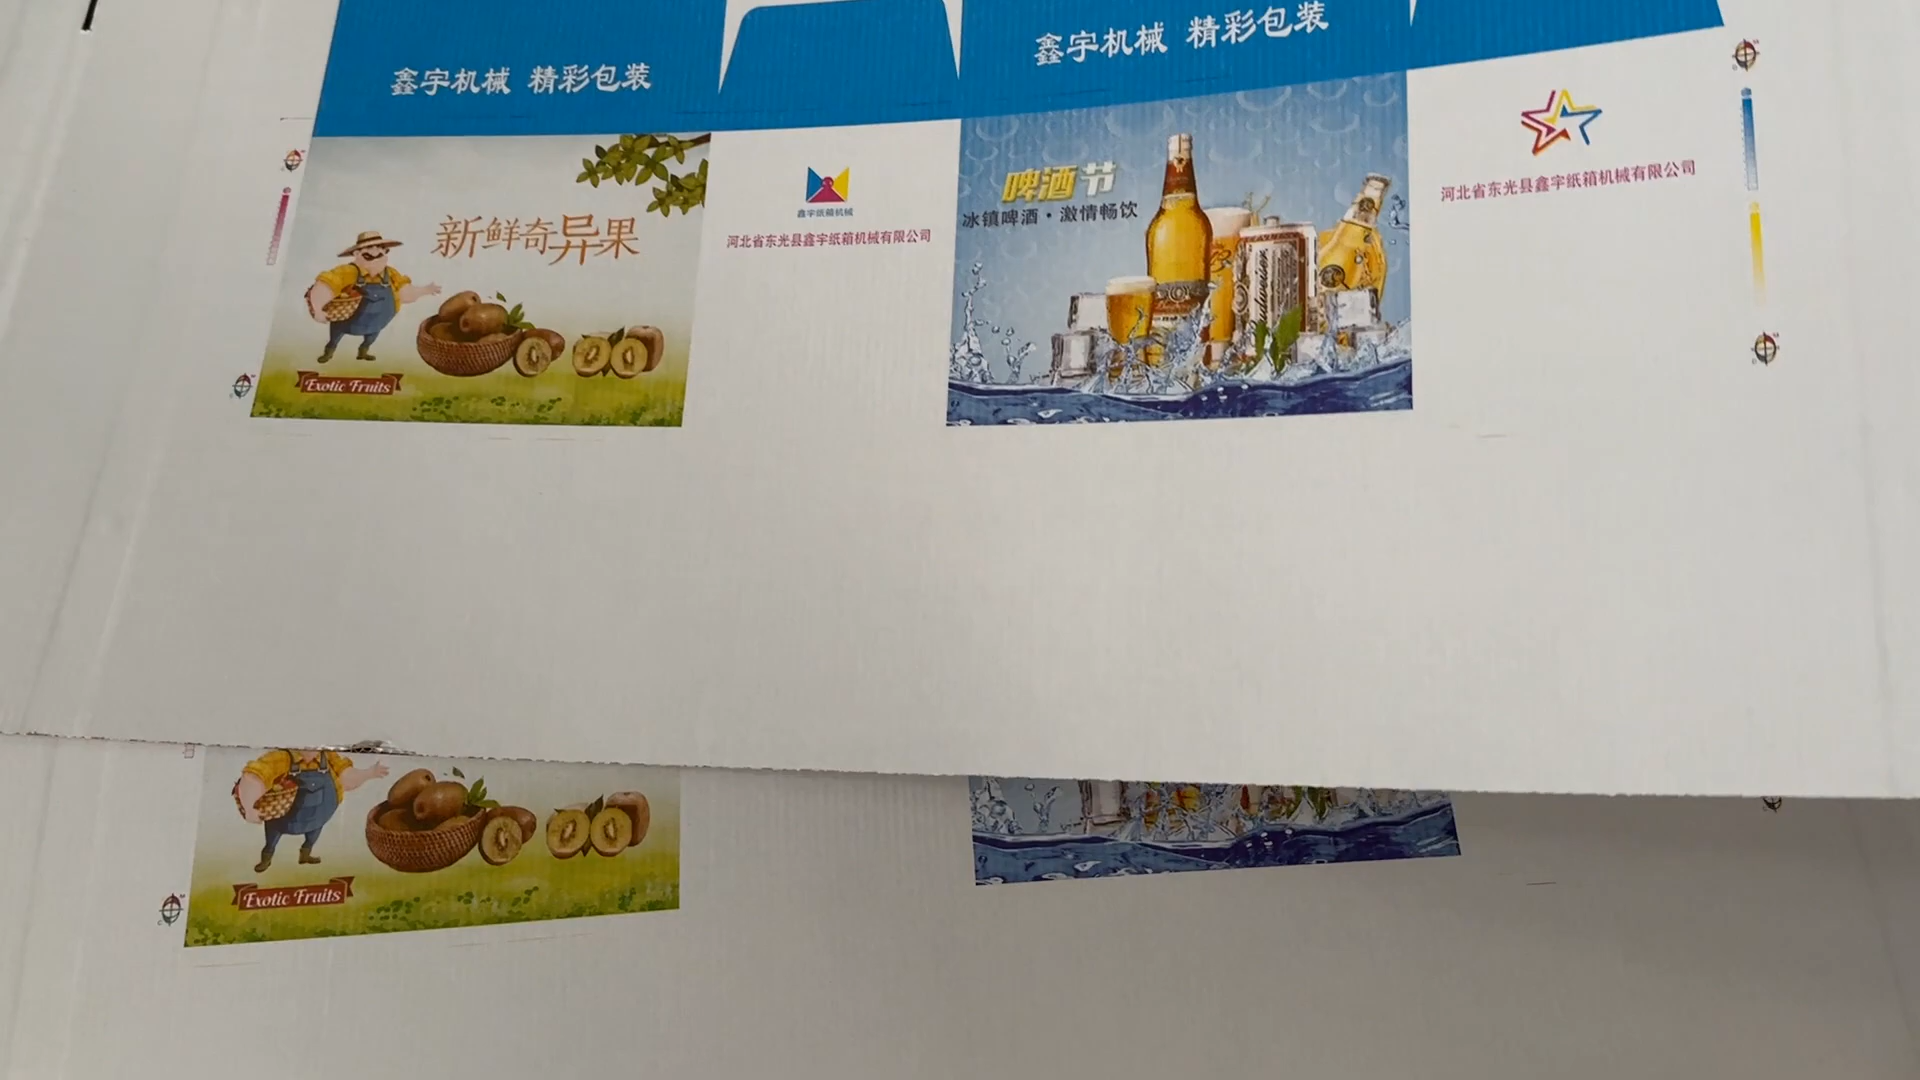 鑫宇机械 精彩包装
鑫宇机械 精彩包装
新鲜奇异果
Exotic Fruits
鑫宇纸箱机械
河北省东光县鑫宇纸箱机械有限公司
啤酒节
冰镇啤酒·激情畅饮
Budweiser
河北省东光县鑫宇纸箱机械有限公司
Exotic Fruits